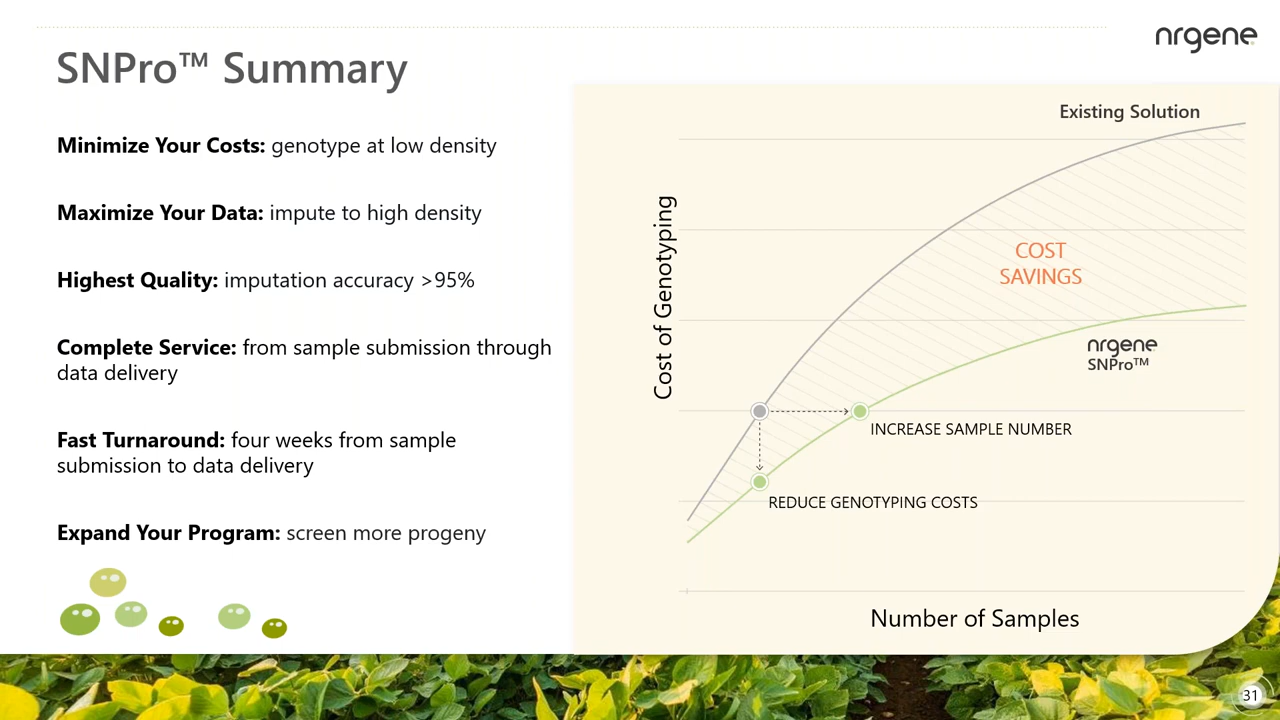 nrgene
SNPro™ Summary
Minimize Your Costs: genotype at low density
Maximize Your Data: impute to high density
Highest Quality: imputation accuracy >95%
Complete Service: from sample submission through
data delivery
Fast Turnaround: four weeks from sample
submission to data delivery
Expand Your Program: screen more progeny
Existing Solution
Cost of Genotyping
COST
SAVINGS
nrgene
SNPro™
INCREASE SAMPLE NUMBER
REDUCE GENOTYPING COSTS
Number of Samples
31